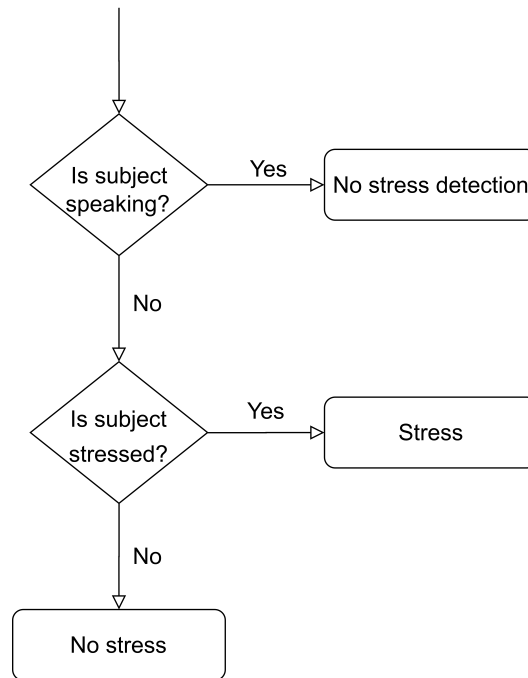 Is subject
speaking?
Yes
No stress detection
No
Is subject
stressed?
Yes
Stress
No
No stress